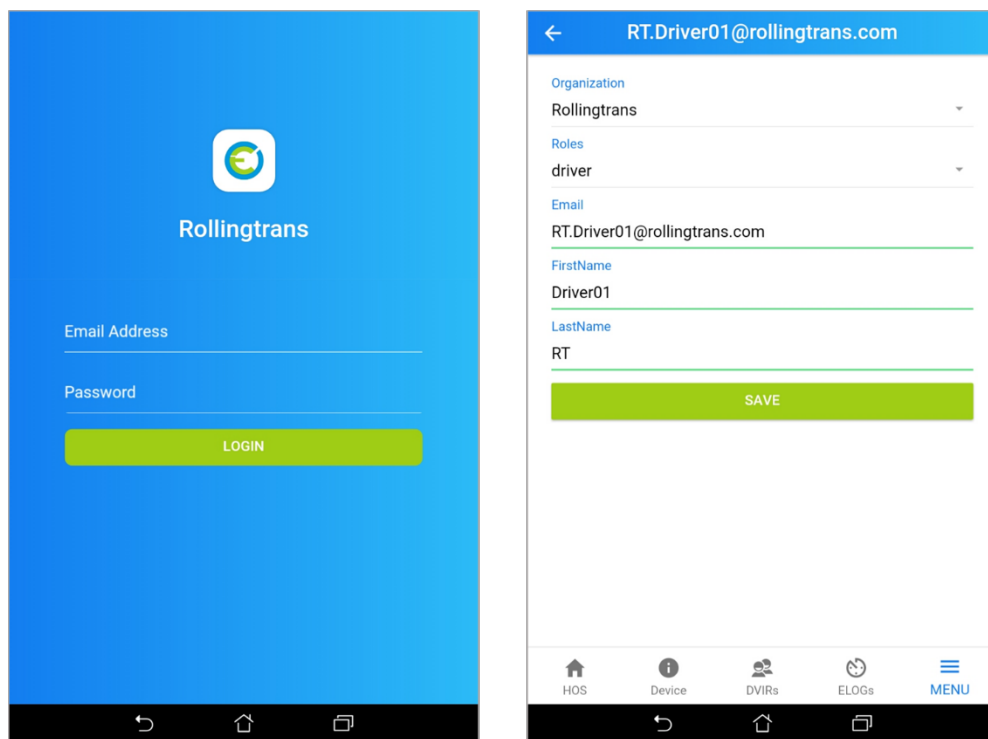 Rollingtrans
Email Address
Password
LOGIN
RT.Driver01@rollingtrans.com
Organization
Rollingtrans
Roles
driver
Email
RT.Driver01@rollingtrans.com
FirstName
Driver01
LastName
RT
SAVE
HOS Device DVIRs ELOGs MENU